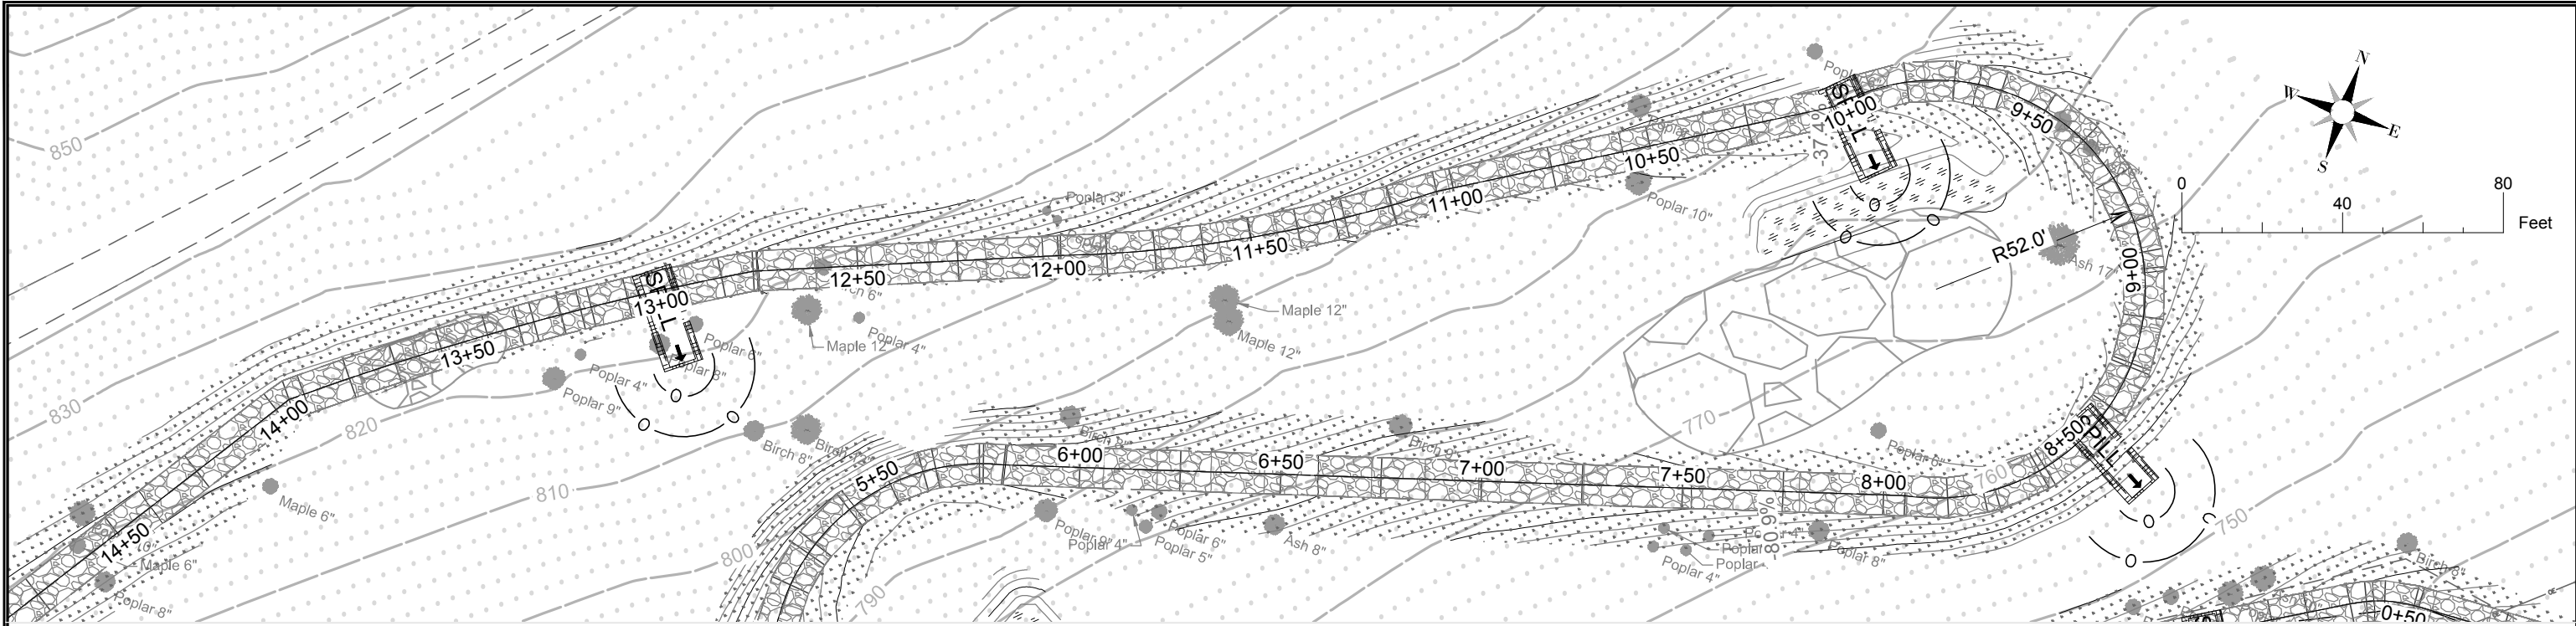 N
W
E
S
0
80
40
Feet
850
830
820
810
800
790
770
760
750
10+00
9+50
9+00
R52.0'
Ash 17"
10+50
Poplar 10"
11+00
11+50
12+00
12+50
13+00
13+50
14+00
14+50
Poplar 3"
Maple 12"
Maple 12"
Maple 12"
Poplar 4"
Poplar 6"
Poplar 4"
Poplar 9"
Birch 8"
Maple 6"
Maple 6"
Poplar 8"
5+50
6+00
6+50
7+00
7+50
8+00
8+50
Poplar 6"
Poplar 9"
Poplar 4"
Poplar 6"
Poplar 5"
Ash 8"
Poplar 4"
Poplar 8"
Birch 8"
0+50